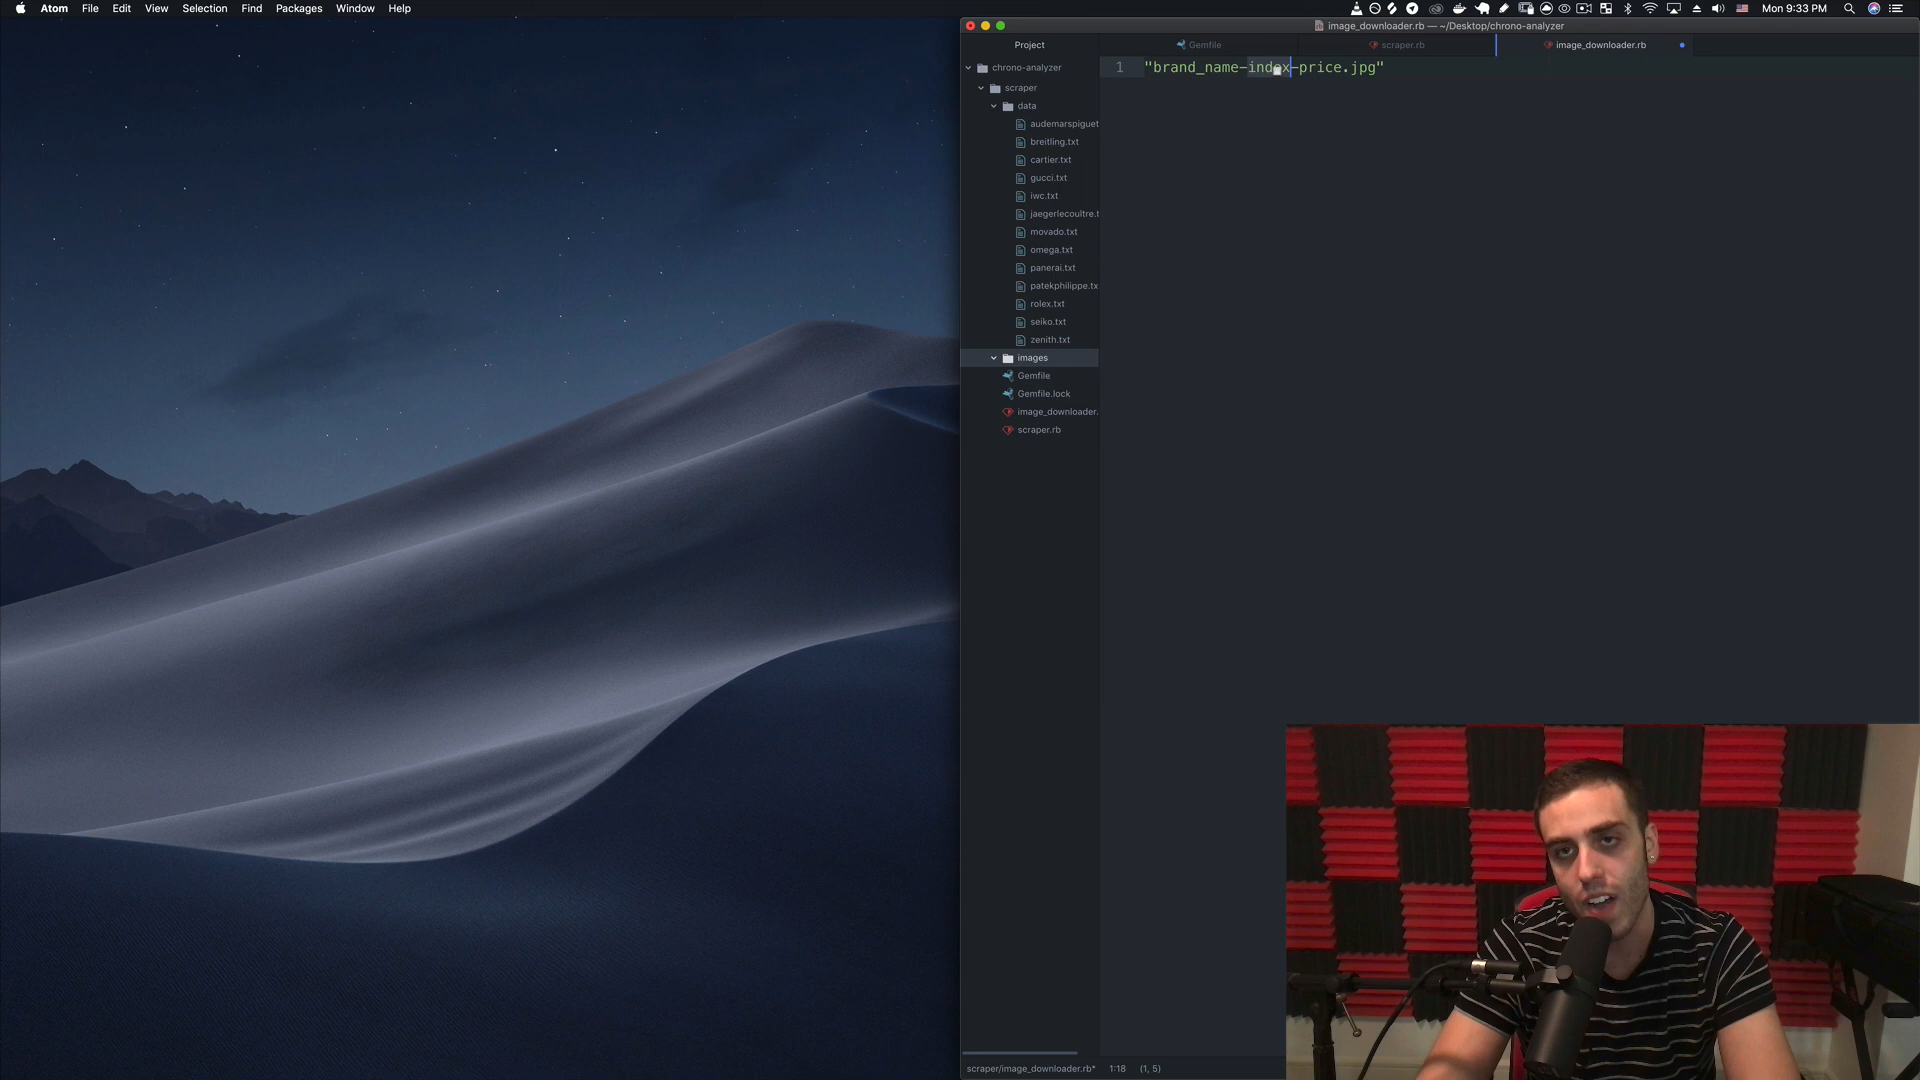 Atom File Edit View Selection Find Packages Window Help
Mon 9:33 PM
image_downloader.rb — ~/Desktop/chrono-analyzer
Project
Gemfile
scraper.rb
image_downloader.rb
1 "brand_name-index-price.jpg"
chrono-analyzer
scraper
data
audemarspiguet
breitling.txt
cartier.txt
gucci.txt
iwc.txt
jaegerlecoultre.t
movado.txt
omega.txt
panerai.txt
patekphilippe.tx
rolex.txt
seiko.txt
zenith.txt
images
Gemfile
Gemfile.lock
image_downloader.
scraper.rb
scraper/image_downloader.rb* 1:18 (1, 5)